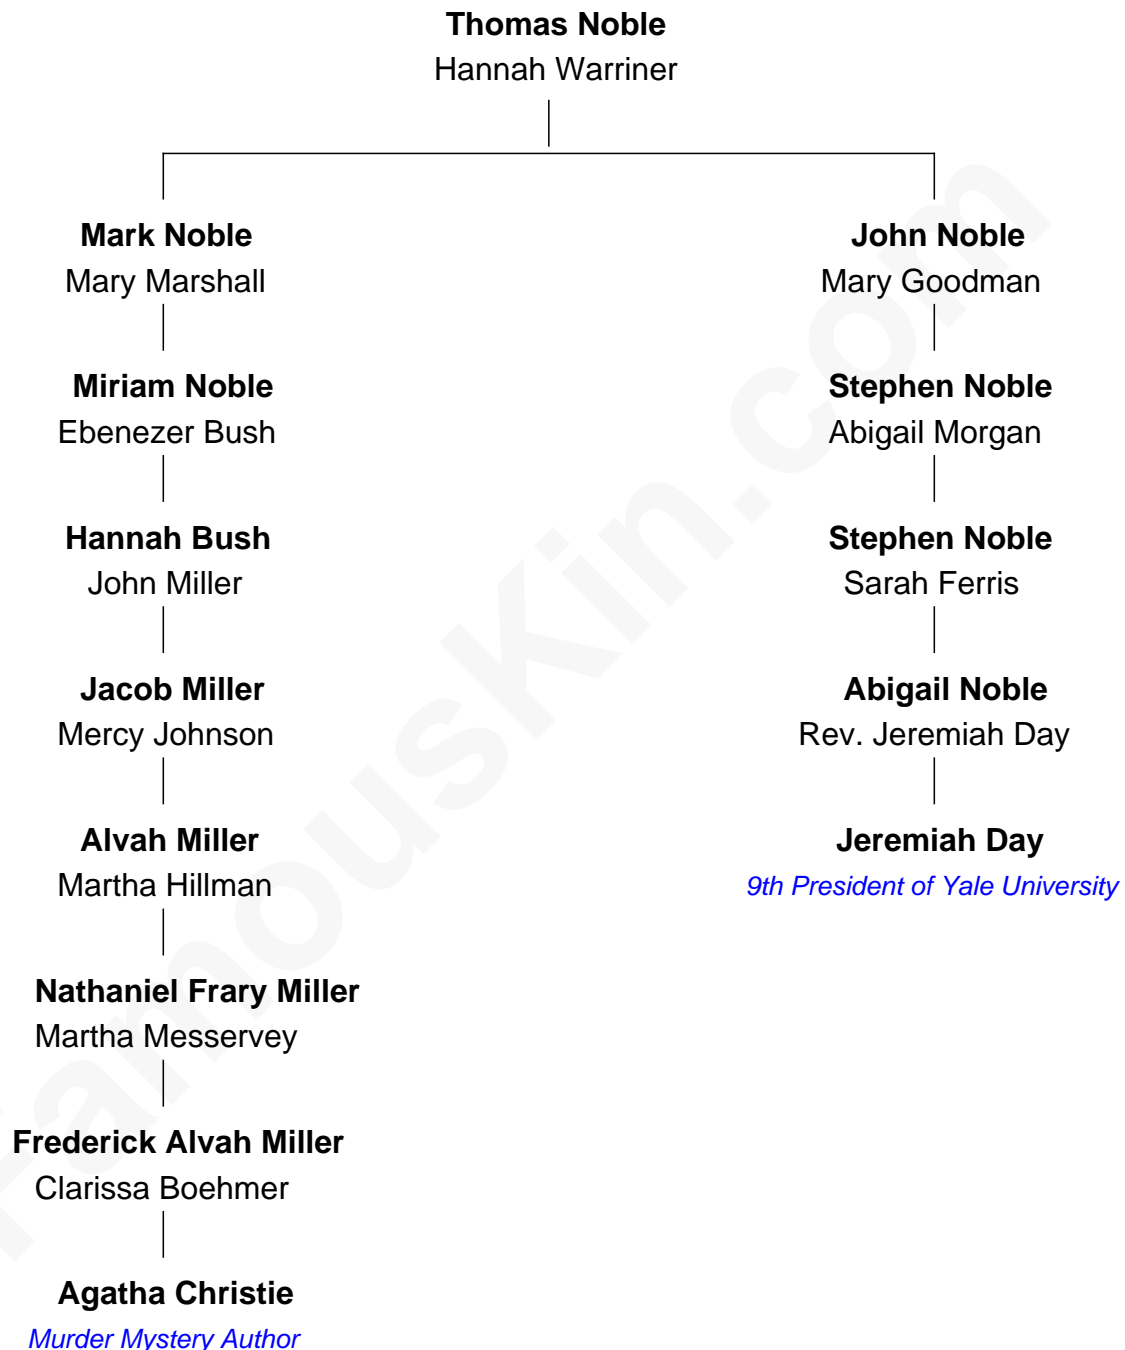 Thomas Noble
Hannah Warriner
Mark Noble
Mary Marshall
John Noble
Mary Goodman
Miriam Noble
Ebenezer Bush
Stephen Noble
Abigail Morgan
Hannah Bush
John Miller
Stephen Noble
Sarah Ferris
Jacob Miller
Mercy Johnson
Abigail Noble
Rev. Jeremiah Day
Alvah Miller
Martha Hillman
Jeremiah Day
9th President of Yale University
Nathaniel Frary Miller
Martha Messervey
Frederick Alvah Miller
Clarissa Boehmer
Agatha Christie
Murder Mystery Author
FamousKin.com